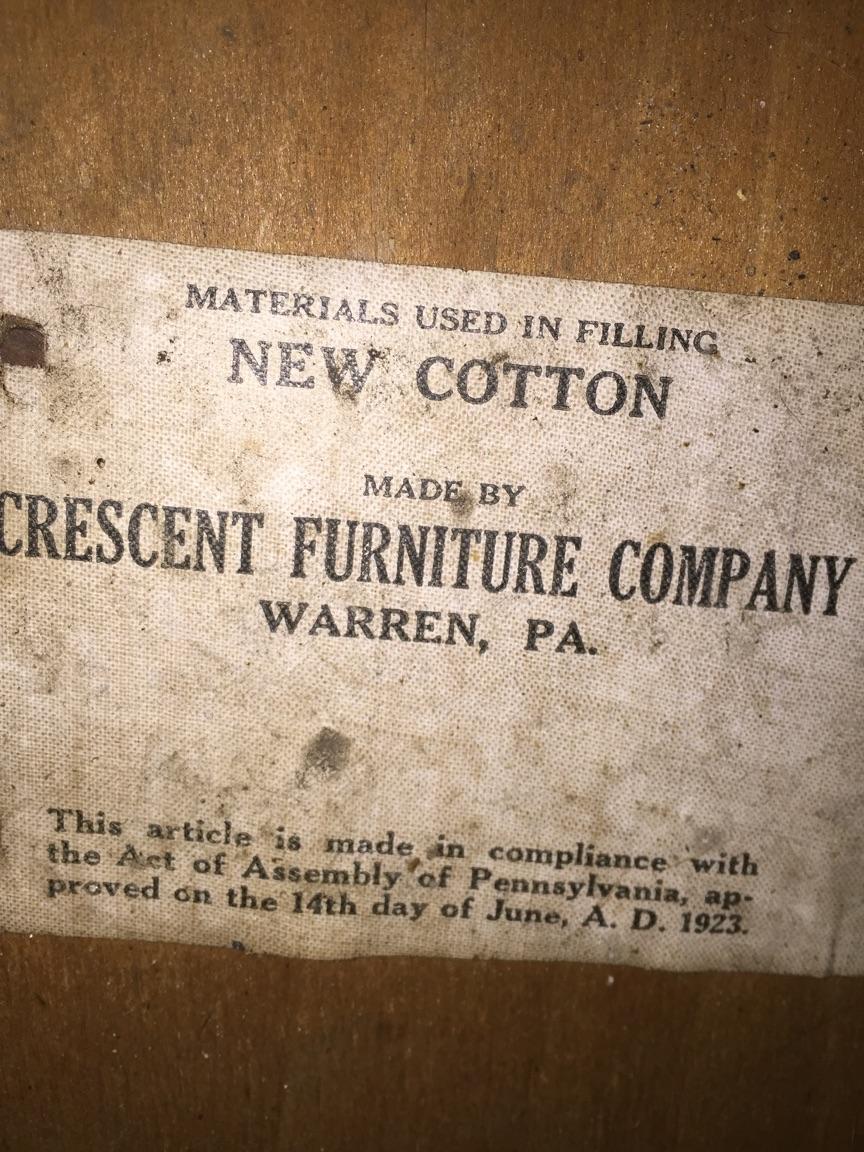 MATERIALS USED IN FILLING
NEW COTTON
MADE BY
CRESCENT FURNITURE COMPANY
WARREN, PA.
This article is made in compliance with
the Act of Assembly of Pennsylvania, ap-
proved on the 14th day of June, A. D. 1923.